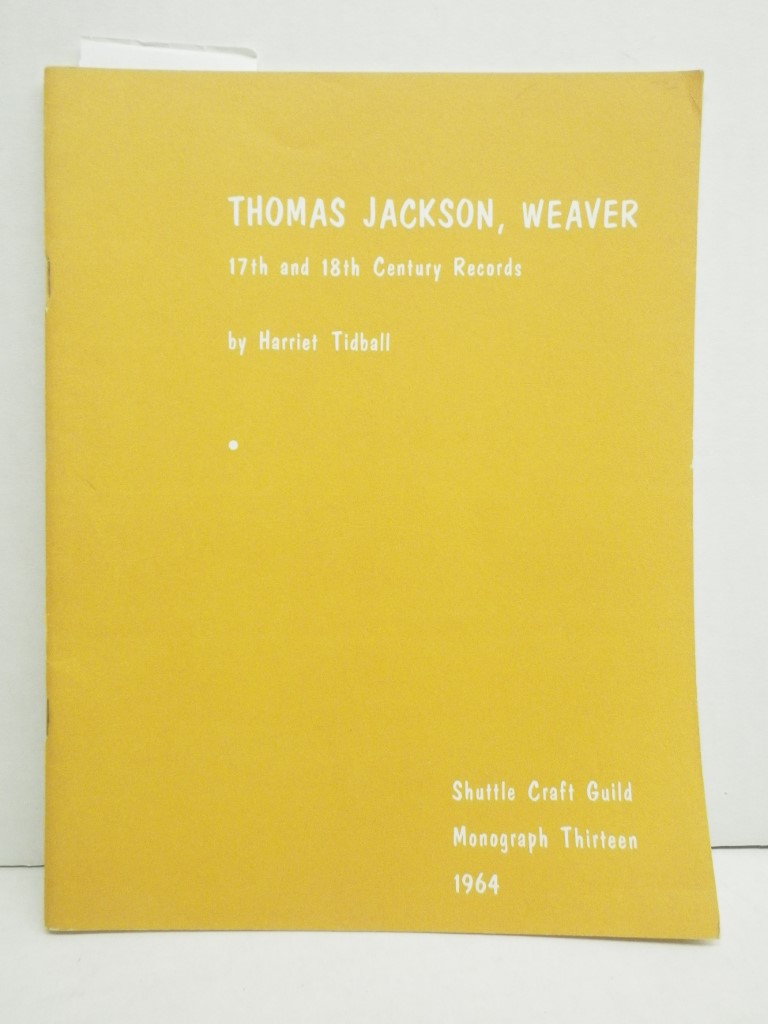 THOMAS JACKSON, WEAVER
17th and 18th Century Records
by Harriet Tidball
Shuttle Craft Guild
Monograph Thirteen
1964